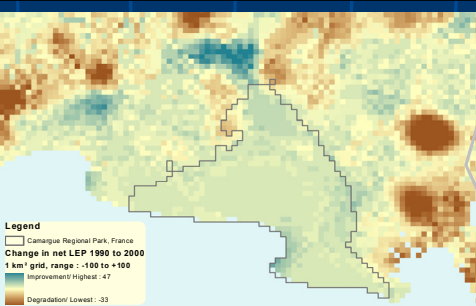 Legend
Camargue Regional Park, France
Change in net LEP 1990 to 2000
1 km² grid, range : -100 to +100
Improvement/ Highest : 47
Degradation/ Lowest : -33